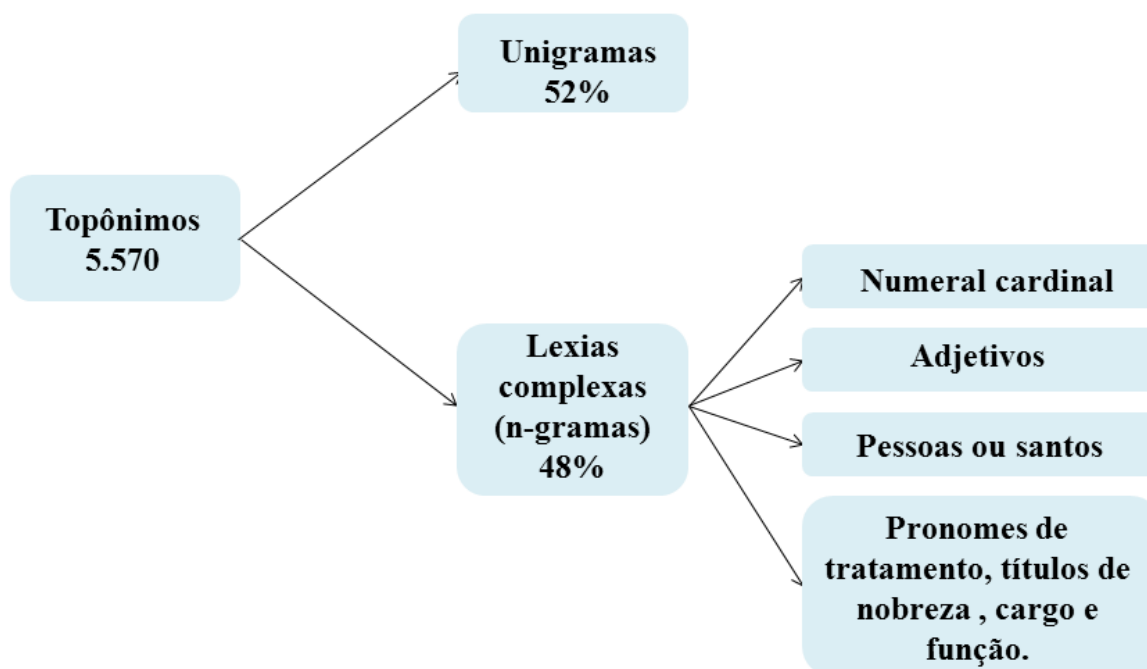 Topônimos
5.570
Unigramas
52%
Lexias
complexas
(n-gramas)
48%
Numeral cardinal
Adjetivos
Pessoas ou santos
Pronomes de
tratamento, títulos de
nobreza , cargo e
função.